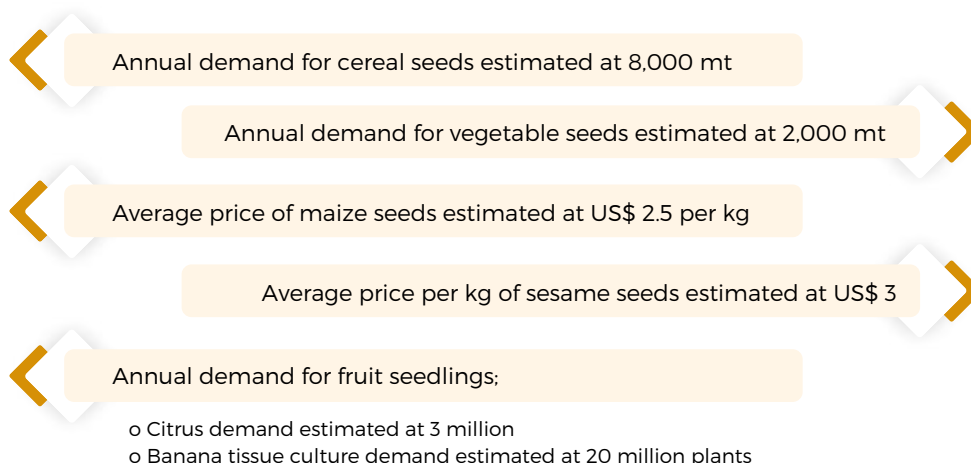 Annual demand for cereal seeds estimated at 8,000 mt
Annual demand for vegetable seeds estimated at 2,000 mt
Average price of maize seeds estimated at US$ 2.5 per kg
Average price per kg of sesame seeds estimated at US$ 3
Annual demand for fruit seedlings;
o Citrus demand estimated at 3 million
o Banana tissue culture demand estimated at 20 million plants